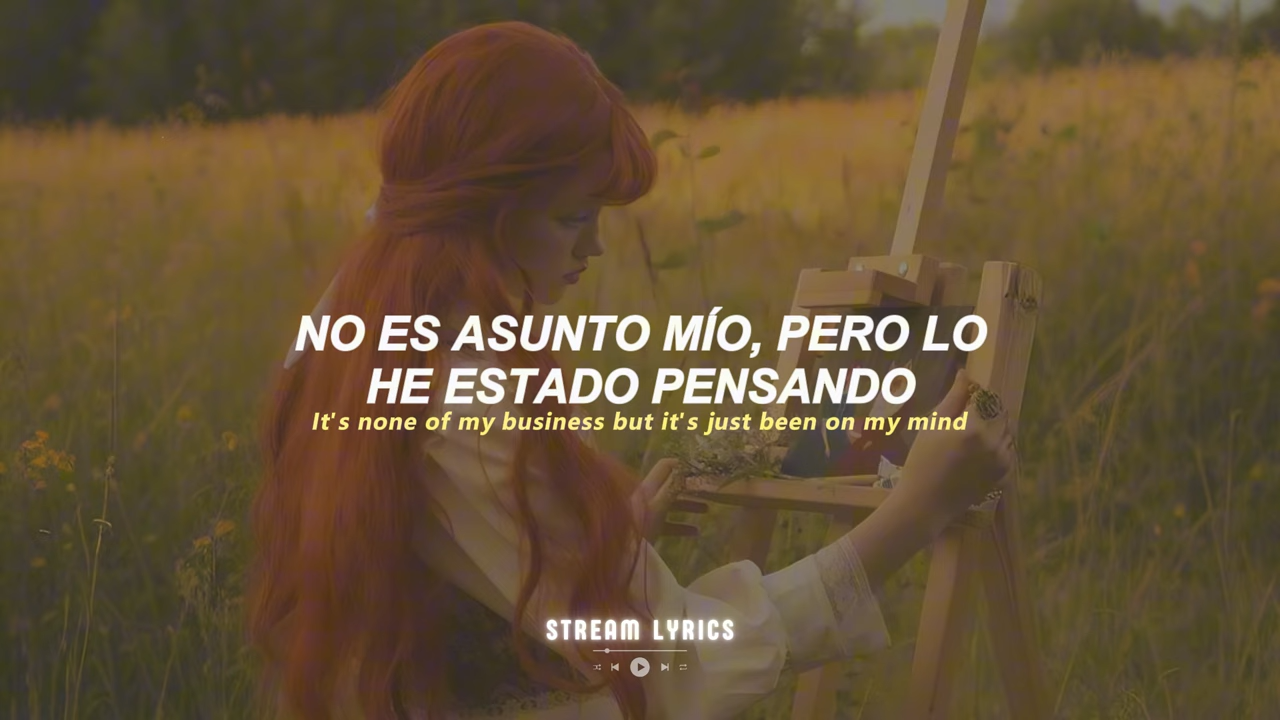 NO ES ASUNTO MÍO, PERO LO
HE ESTADO PENSANDO
It's none of my business but it's just been on my mind
STREAM LYRICS